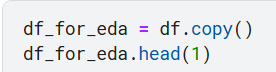 df_for_eda = df.copy()
df_for_eda.head(1)